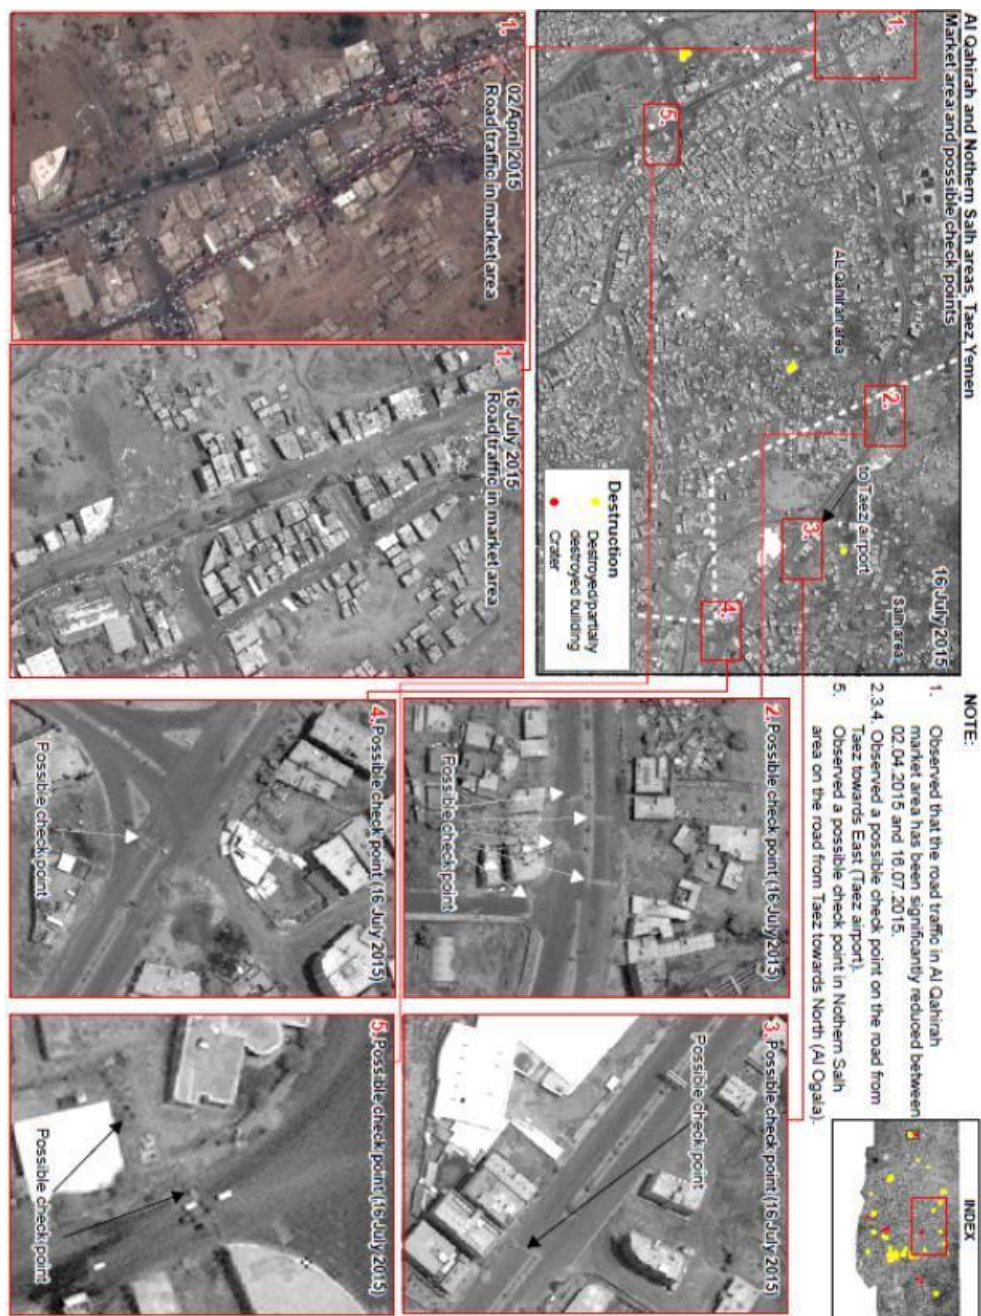 Al Qahirah and Nothern Salh areas, Taez, Yemen
Market area and possible check points
16 July 2015
1.
2.
3.
4.
5.
AL Qahirah area
to Taez airport
Salh area
Destruction
Destroyed/partially
destroyed building
Crater
NOTE:
1. Observed that the road traffic in Al Qahirah
market area has been significantly reduced between
02.04.2015 and 16.07.2015.
2.3.4. Observed a possible check point on the road from
Taez towards East (Taez airport).
5. Observed a possible check point in Nothern Salh
area on the road from Taez towards North (Al Ogala).
INDEX
1.
02 April 2015
Road traffic in market area
1.
16 July 2015
Road traffic in market area
2. Possible check point (16 July 2015)
Possible check point
3. Possible check point (16 July 2015)
Possible check point
4. Possible check point (16 July 2015)
Possible check point
5. Possible check point (16 July 2015)
Possible check point